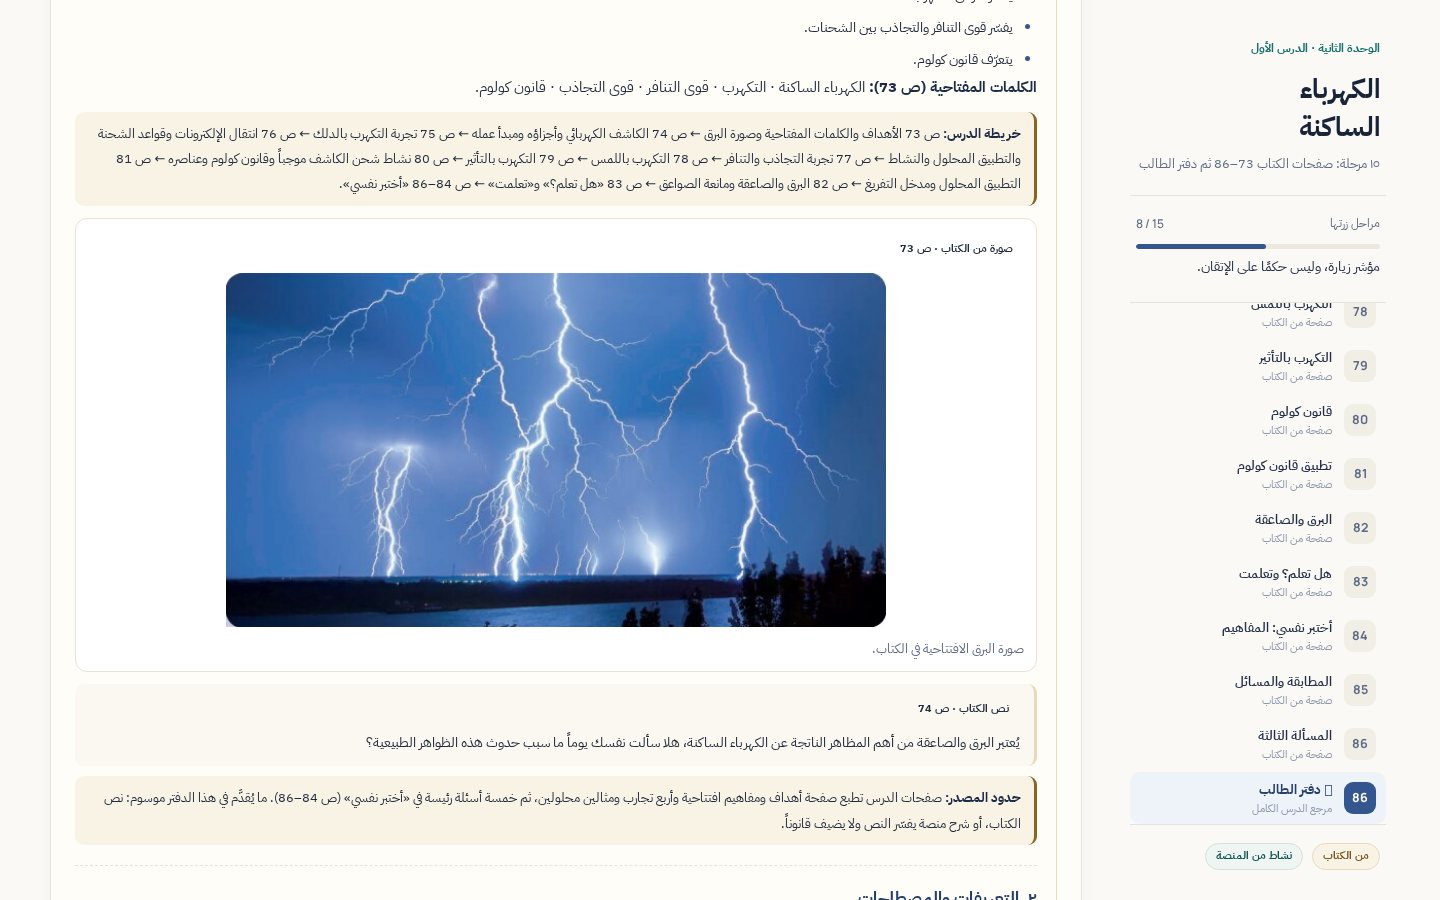 الوحدة الثانية · الدرس الأول
الكهرباء
الساكنة
١٥ مرحلة: صفحات الكتاب 73–86 ثم دفتر الطالب
مراحل زرتها
8 / 15
مؤشر زيارة، وليس حكمًا على الإتقان.
78
التكهرب باللمس
صفحة من الكتاب
79
التكهرب بالتأثير
صفحة من الكتاب
80
قانون كولوم
صفحة من الكتاب
81
تطبيق قانون كولوم
صفحة من الكتاب
82
البرق والصاعقة
صفحة من الكتاب
83
هل تعلم؟ وتعلمت
صفحة من الكتاب
84
أختبر نفسي: المفاهيم
صفحة من الكتاب
85
المطابقة والمسائل
صفحة من الكتاب
86
المسألة الثالثة
صفحة من الكتاب
86
دفتر الطالب
مرجع الدرس الكامل
من الكتاب
نشاط من المنصة
يفسّر قوى التنافر والتجاذب بين الشحنات.
يتعرّف قانون كولوم.
الكلمات المفتاحية (ص 73): الكهرباء الساكنة · التكهرب · قوى التنافر · قوى التجاذب · قانون كولوم.
خريطة الدرس: ص 73 الأهداف والكلمات المفتاحية وصورة البرق ← ص 74 الكاشف الكهربائي وأجزاؤه ومبدأ عمله ← ص 75 تجربة التكهرب بالدلك ← ص 76 انتقال الإلكترونات وقواعد الشحنة
والتطبيق المحلول والنشاط ← ص 77 تجربة التجاذب والتنافر ← ص 78 التكهرب باللمس ← ص 79 التكهرب بالتأثير ← ص 80 نشاط شحن الكاشف موجباً وقانون كولوم وعناصره ← ص 81
التطبيق المحلول ومدخل التفريغ ← ص 82 البرق والصاعقة ومانعة الصواعق ← ص 83 «هل تعلم؟» و«تعلمت» ← ص 84–86 «أختبر نفسي».
صورة من الكتاب · ص 73
صورة البرق الافتتاحية في الكتاب.
نص الكتاب · ص 74
يُعتبر البرق والصاعقة من أهم المظاهر الناتجة عن الكهرباء الساكنة، هلا سألت نفسك يوماً ما سبب حدوث هذه الظواهر الطبيعية؟
حدود المصدر: صفحات الدرس تطبع صفحة أهداف ومفاهيم افتتاحية وأربع تجارب ومثالين محلولين، ثم خمسة أسئلة رئيسة في «أختبر نفسي» (ص 84–86). ما يُقدَّم في هذا الدفتر موسوم: نص
الكتاب، أو شرح منصة يفسّر النص ولا يضيف قانوناً.
٢. التعريفات والمصطلحات